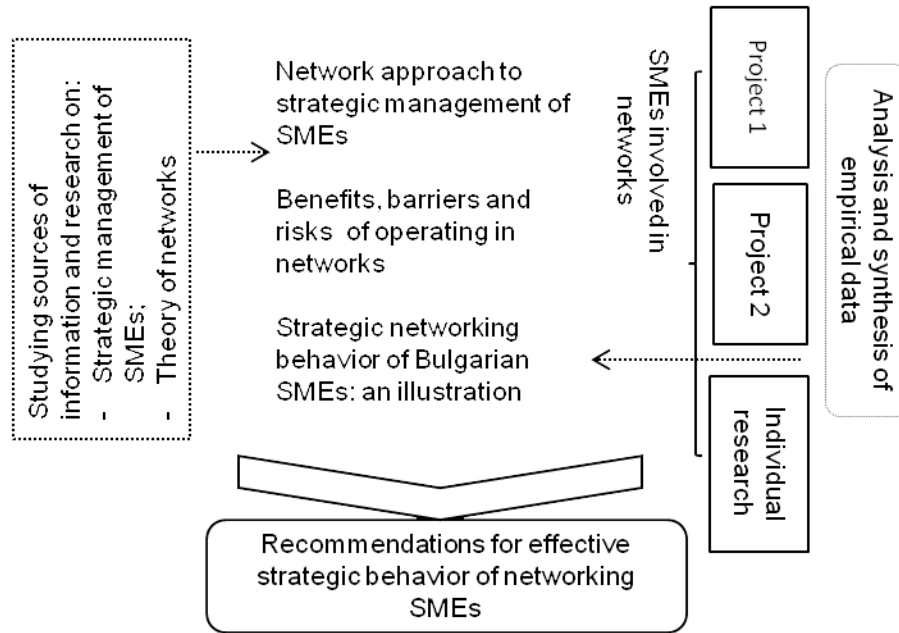 Studying sources of
information and research on:
- Strategic management of
SMEs;
- Theory of networks
Network approach to
strategic management of
SMEs
Benefits, barriers and
risks of operating in
networks
Strategic networking
behavior of Bulgarian
SMEs: an illustration
SMEs involved in
networks
Project 1
Project 2
Individual
research
Analysis and synthesis of
empirical data
Recommendations for effective
strategic behavior of networking
SMEs